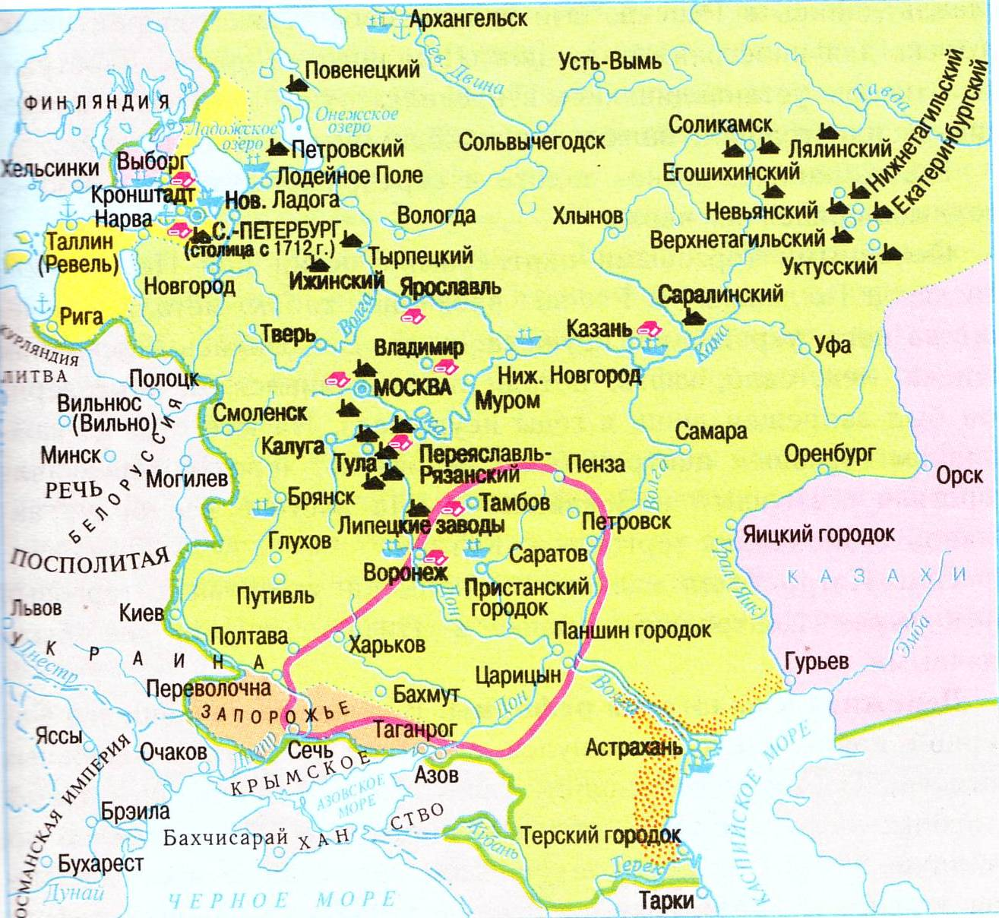 Архангельск
Сев. Двина
Усть-Вымь
Повенецкий
Тавда
Нижнетагильский
Екатеринбургский
ФИНЛЯНДИЯ
Ладожское
озеро
Онежское
озеро
Соликамск
Сольвычегодск
Лялинский
Петровский
Хельсинки
Выборг
Лодейное Поле
Егошихинский
Кронштадт
Нов. Ладога
Невьянский
Нарва
Вологда
Хлынов
С.-ПЕТЕРБУРГ
(столица с 1712 г.)
Таллин
(Ревель)
Верхнетагильский
Тырпецкий
Уктусский
Новгород
Ижинский
Ярославль
Саралинский
Рига
Волга
Тверь
Казань
Кама
Уфа
КУРЛЯНДИЯ
ЛИТВА
Владимир
Полоцк
МОСКВА
Ниж. Новгород
Вильнюс
(Вильно)
Муром
Смоленск
Ока
Калуга
Самара
Минск
Переяславль-
Рязанский
Тула
Пенза
Оренбург
Орск
Могилев
РЕЧЬ
БЕЛОРУССИЯ
Брянск
Тамбов
Волга
Липецкие заводы
Петровск
Яицкий городок
Глухов
Саратов
ПОСПОЛИТАЯ
Воронеж
Урал (Яик)
КАЗАХИ
Путивль
Дон
Пристанский
городок
Львов
Киев
Полтава
Харьков
Паншин городок
Эмба
УКРАИНА
Днестр
Гурьев
Царицын
Переволочна
Бахмут
Волга
ЗАПОРОЖЬЕ
Дон
Таганрог
Яссы
Очаков
Днепр
Сечь
Астрахань
КРЫМСКОЕ
Азов
КАСПИЙСКОЕ МОРЕ
АЗОВСКОЕ
МОРЕ
Брэила
СТВО
ОСМАНСКАЯ ИМПЕРИЯ
Бахчисарай
ХАН
Кубань
Терский городок
Бухарест
Терек
Дунай
ЧЕРНОЕ МОРЕ
Тарки